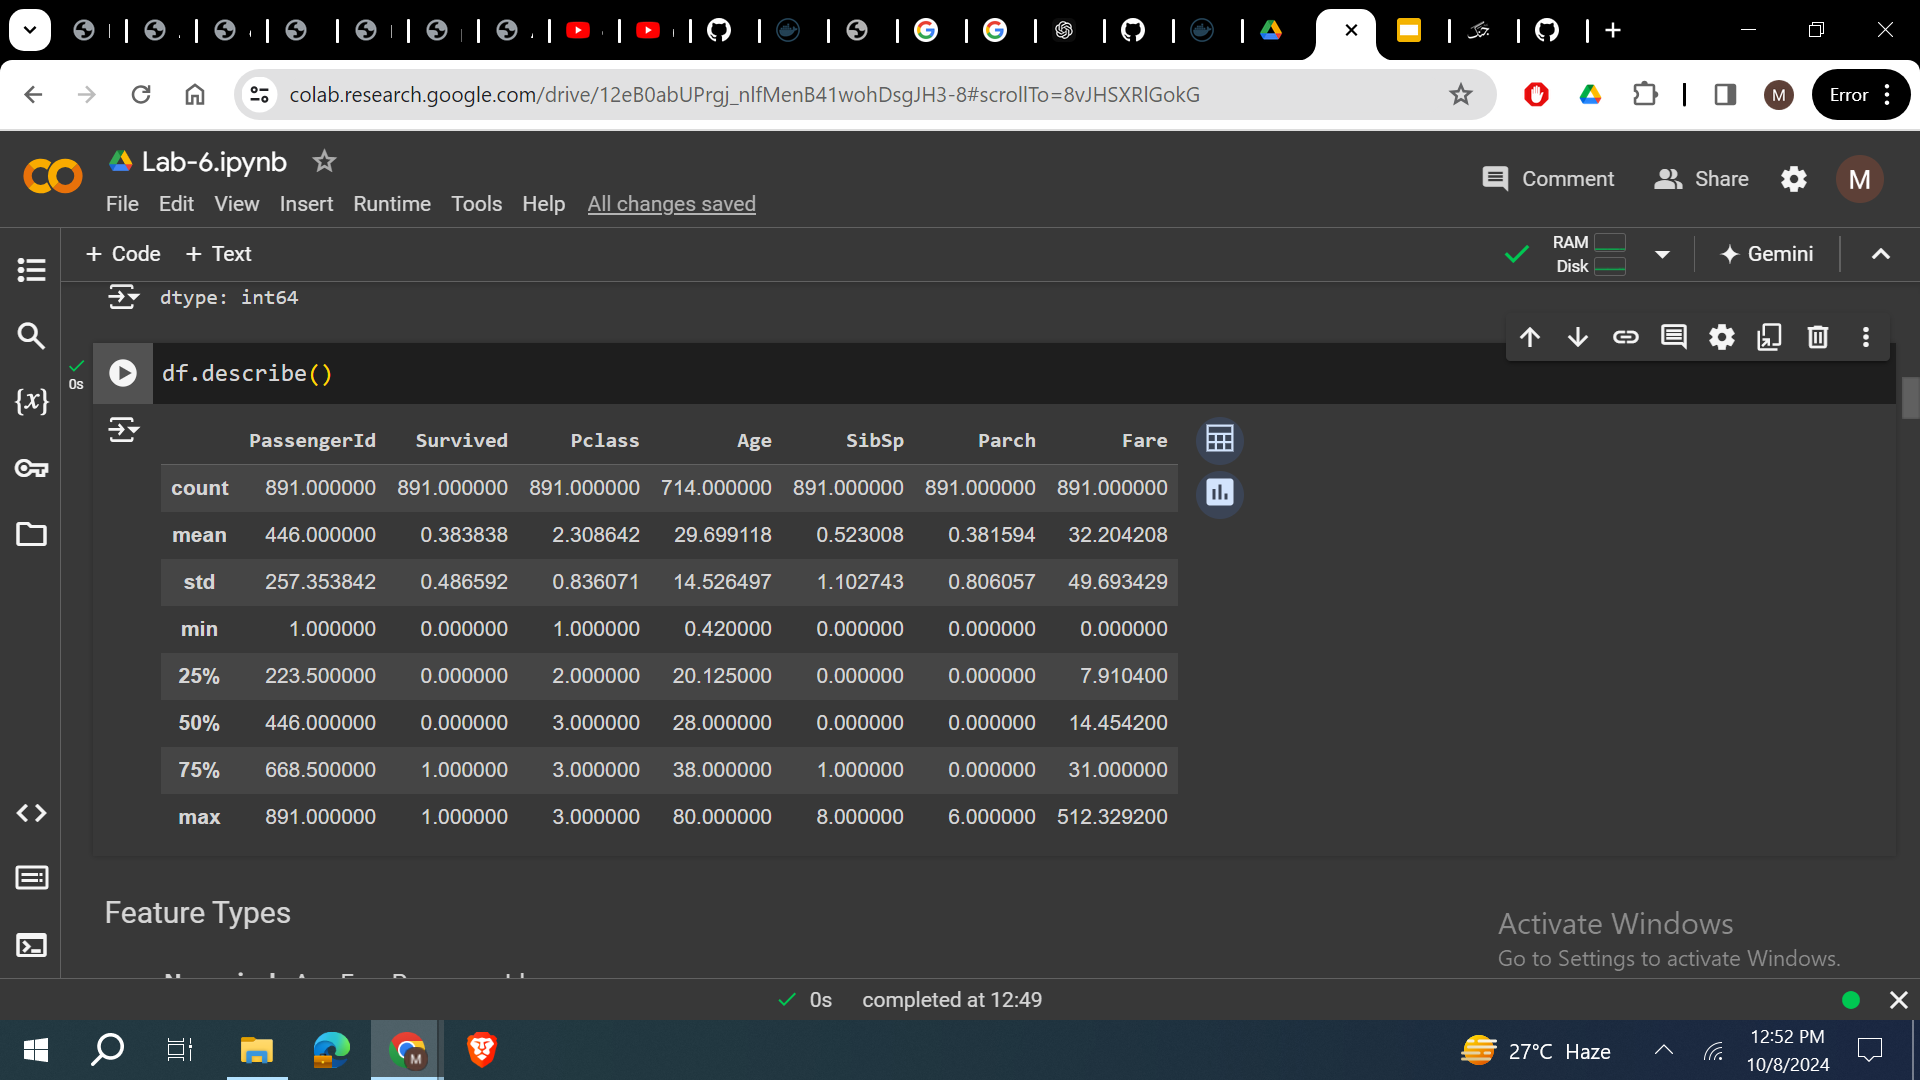 colab.research.google.com/drive/12eB0abUPrgj_nlfMenB41wohDsgJH3-8#scrollTo=8vJHSXRlGokG
M
Error
Lab-6.ipynb
Comment
Share
M
File Edit View Insert Runtime Tools Help All changes saved
+ Code + Text
RAM
Disk
Gemini
dtype: int64
0s
df.describe()
PassengerId Survived Pclass Age SibSp Parch Fare
count 891.000000 891.000000 891.000000 714.000000 891.000000 891.000000 891.000000
mean 446.000000 0.383838 2.308642 29.699118 0.523008 0.381594 32.204208
std 257.353842 0.486592 0.836071 14.526497 1.102743 0.806057 49.693429
min 1.000000 0.000000 1.000000 0.420000 0.000000 0.000000 0.000000
25% 223.500000 0.000000 2.000000 20.125000 0.000000 0.000000 7.910400
50% 446.000000 0.000000 3.000000 28.000000 0.000000 0.000000 14.454200
75% 668.500000 1.000000 3.000000 38.000000 1.000000 0.000000 31.000000
max 891.000000 1.000000 3.000000 80.000000 8.000000 6.000000 512.329200
{x}
Feature Types
Activate Windows
Go to Settings to activate Windows.
0s completed at 12:49
M
27°C Haze
12:52 PM
10/8/2024